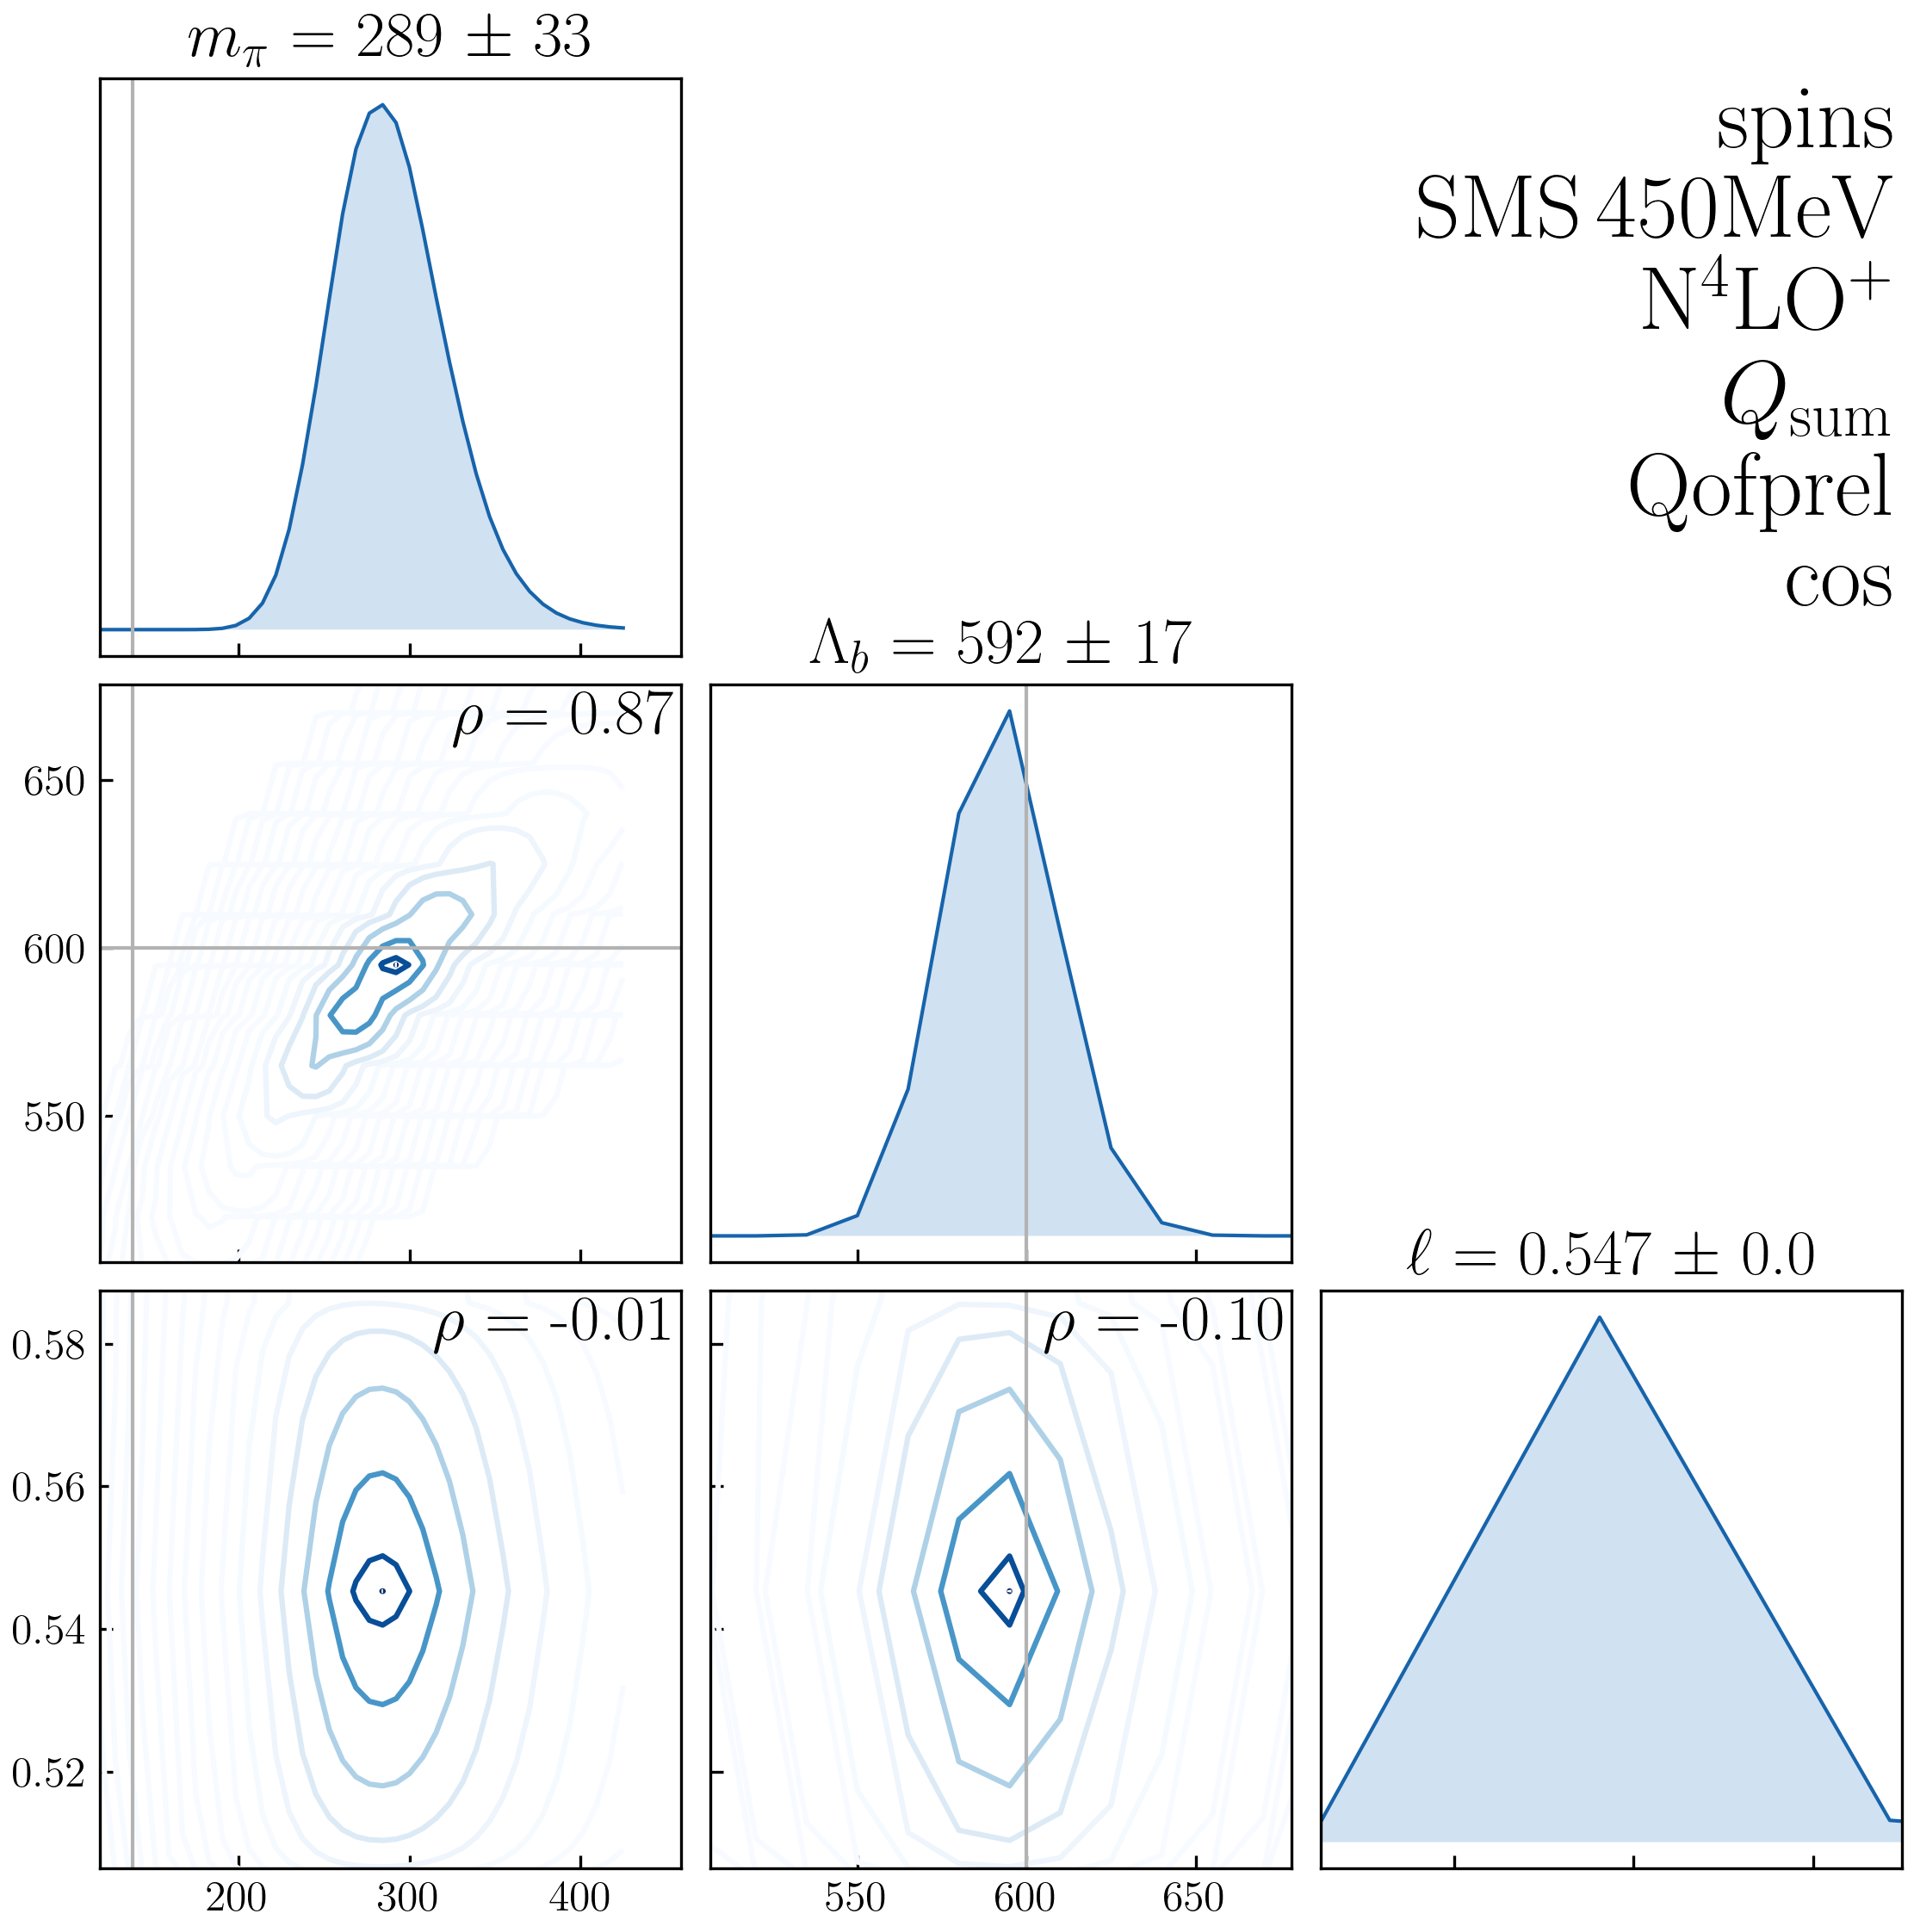 m_π = 289 ± 33
spins
SMS 450MeV
N⁴LO⁺
Q_sum
Qofprel
cos
Λ_b = 592 ± 17
ρ = 0.87
650
600
550
ℓ = 0.547 ± 0.0
ρ = -0.01
ρ = -0.10
0.58
0.56
0.54
0.52
200 300 400
550 600 650